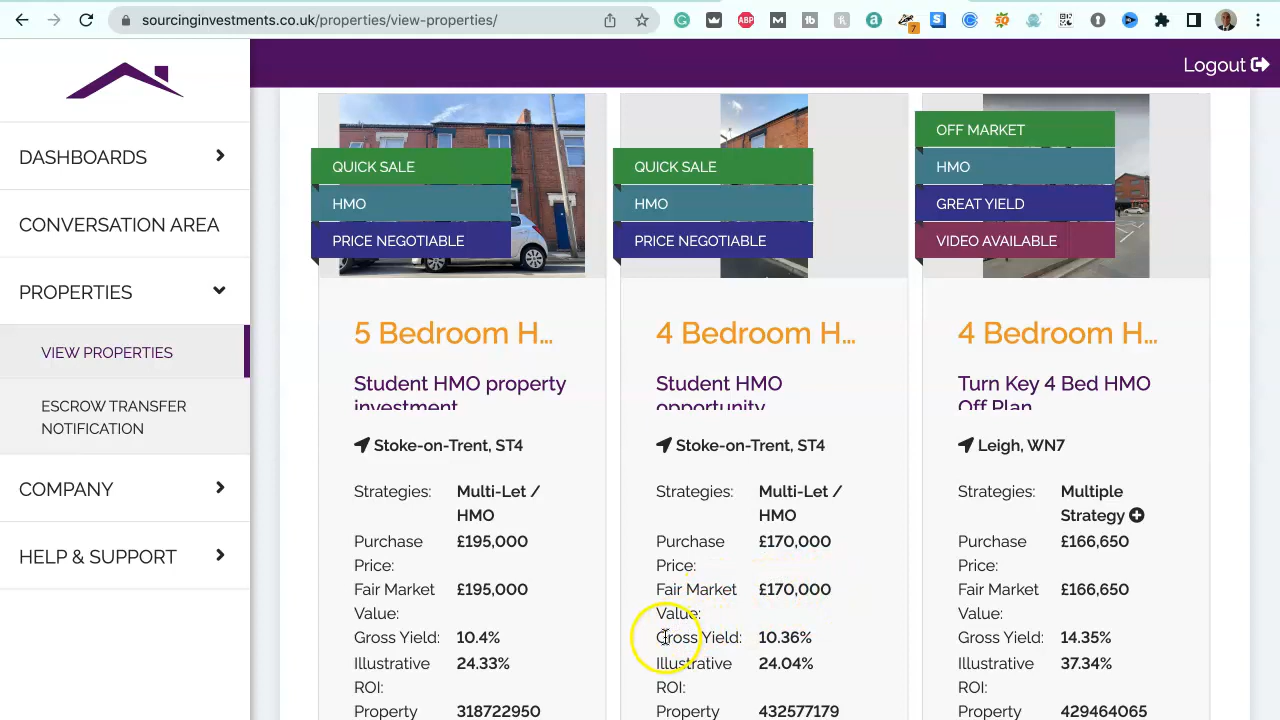 sourcinginvestments.co.uk/properties/view-properties/
ABP
7
Logout
DASHBOARDS
CONVERSATION AREA
PROPERTIES
VIEW PROPERTIES
ESCROW TRANSFER
NOTIFICATION
COMPANY
HELP & SUPPORT
QUICK SALE
HMO
PRICE NEGOTIABLE
5 Bedroom H...
Student HMO property
investment
Stoke-on-Trent, ST4
Strategies: Multi-Let /
HMO
Purchase £195,000
Price:
Fair Market £195,000
Value:
Gross Yield: 10.4%
Illustrative 24.33%
ROI:
Property 318722950
QUICK SALE
HMO
PRICE NEGOTIABLE
4 Bedroom H...
Student HMO
opportunity
Stoke-on-Trent, ST4
Strategies: Multi-Let /
HMO
Purchase £170,000
Price:
Fair Market £170,000
Value:
Gross Yield: 10.36%
Illustrative 24.04%
ROI:
Property 432577179
OFF MARKET
HMO
GREAT YIELD
VIDEO AVAILABLE
4 Bedroom H...
Turn Key 4 Bed HMO
Off Plan
Leigh, WN7
Strategies: Multiple
Strategy
Purchase £166,650
Price:
Fair Market £166,650
Value:
Gross Yield: 14.35%
Illustrative 37.34%
ROI:
Property 429464065